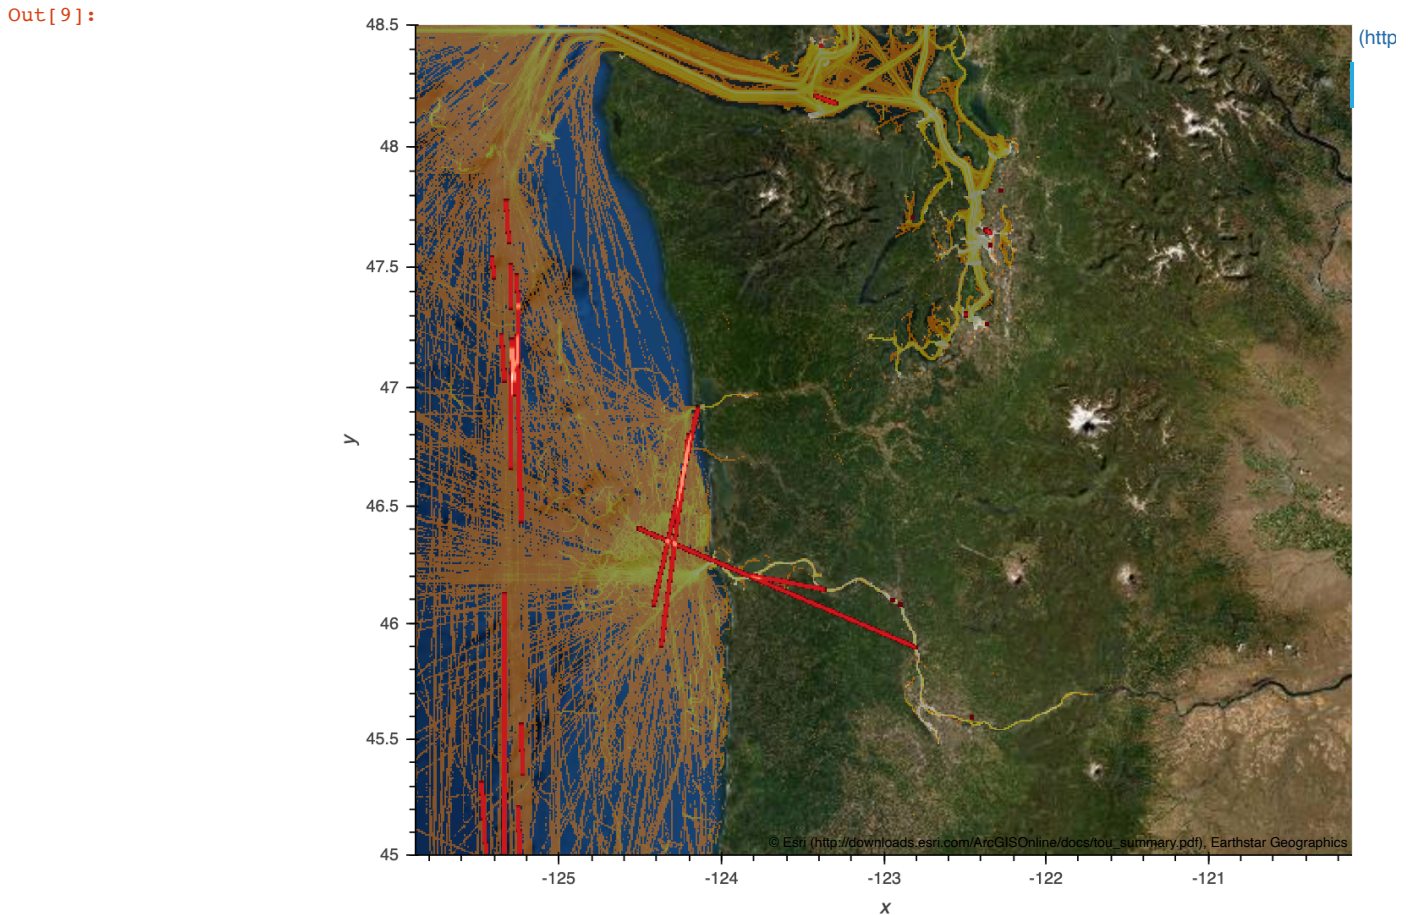 Out[9]:
(http
48.5
48
47.5
47
46.5
46
45.5
45
y
© Esri (http://downloads.esri.com/ArcGISOnline/docs/tou_summary.pdf), Earthstar Geographics
-125
-124
-123
-122
-121
x